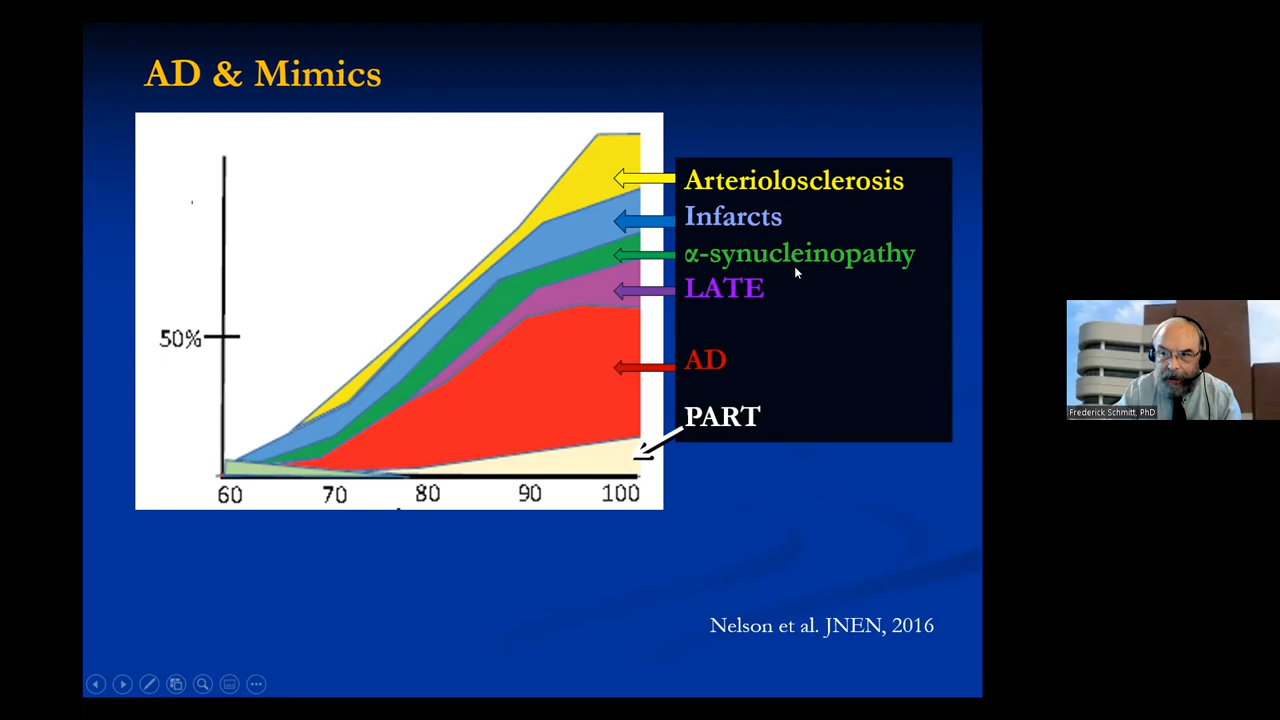 AD & Mimics
50%
60 70 80 90 100
Arteriolosclerosis
Infarcts
α-synucleinopathy
LATE
AD
PART
Nelson et al. JNEN, 2016
Frederick Schmitt, PhD